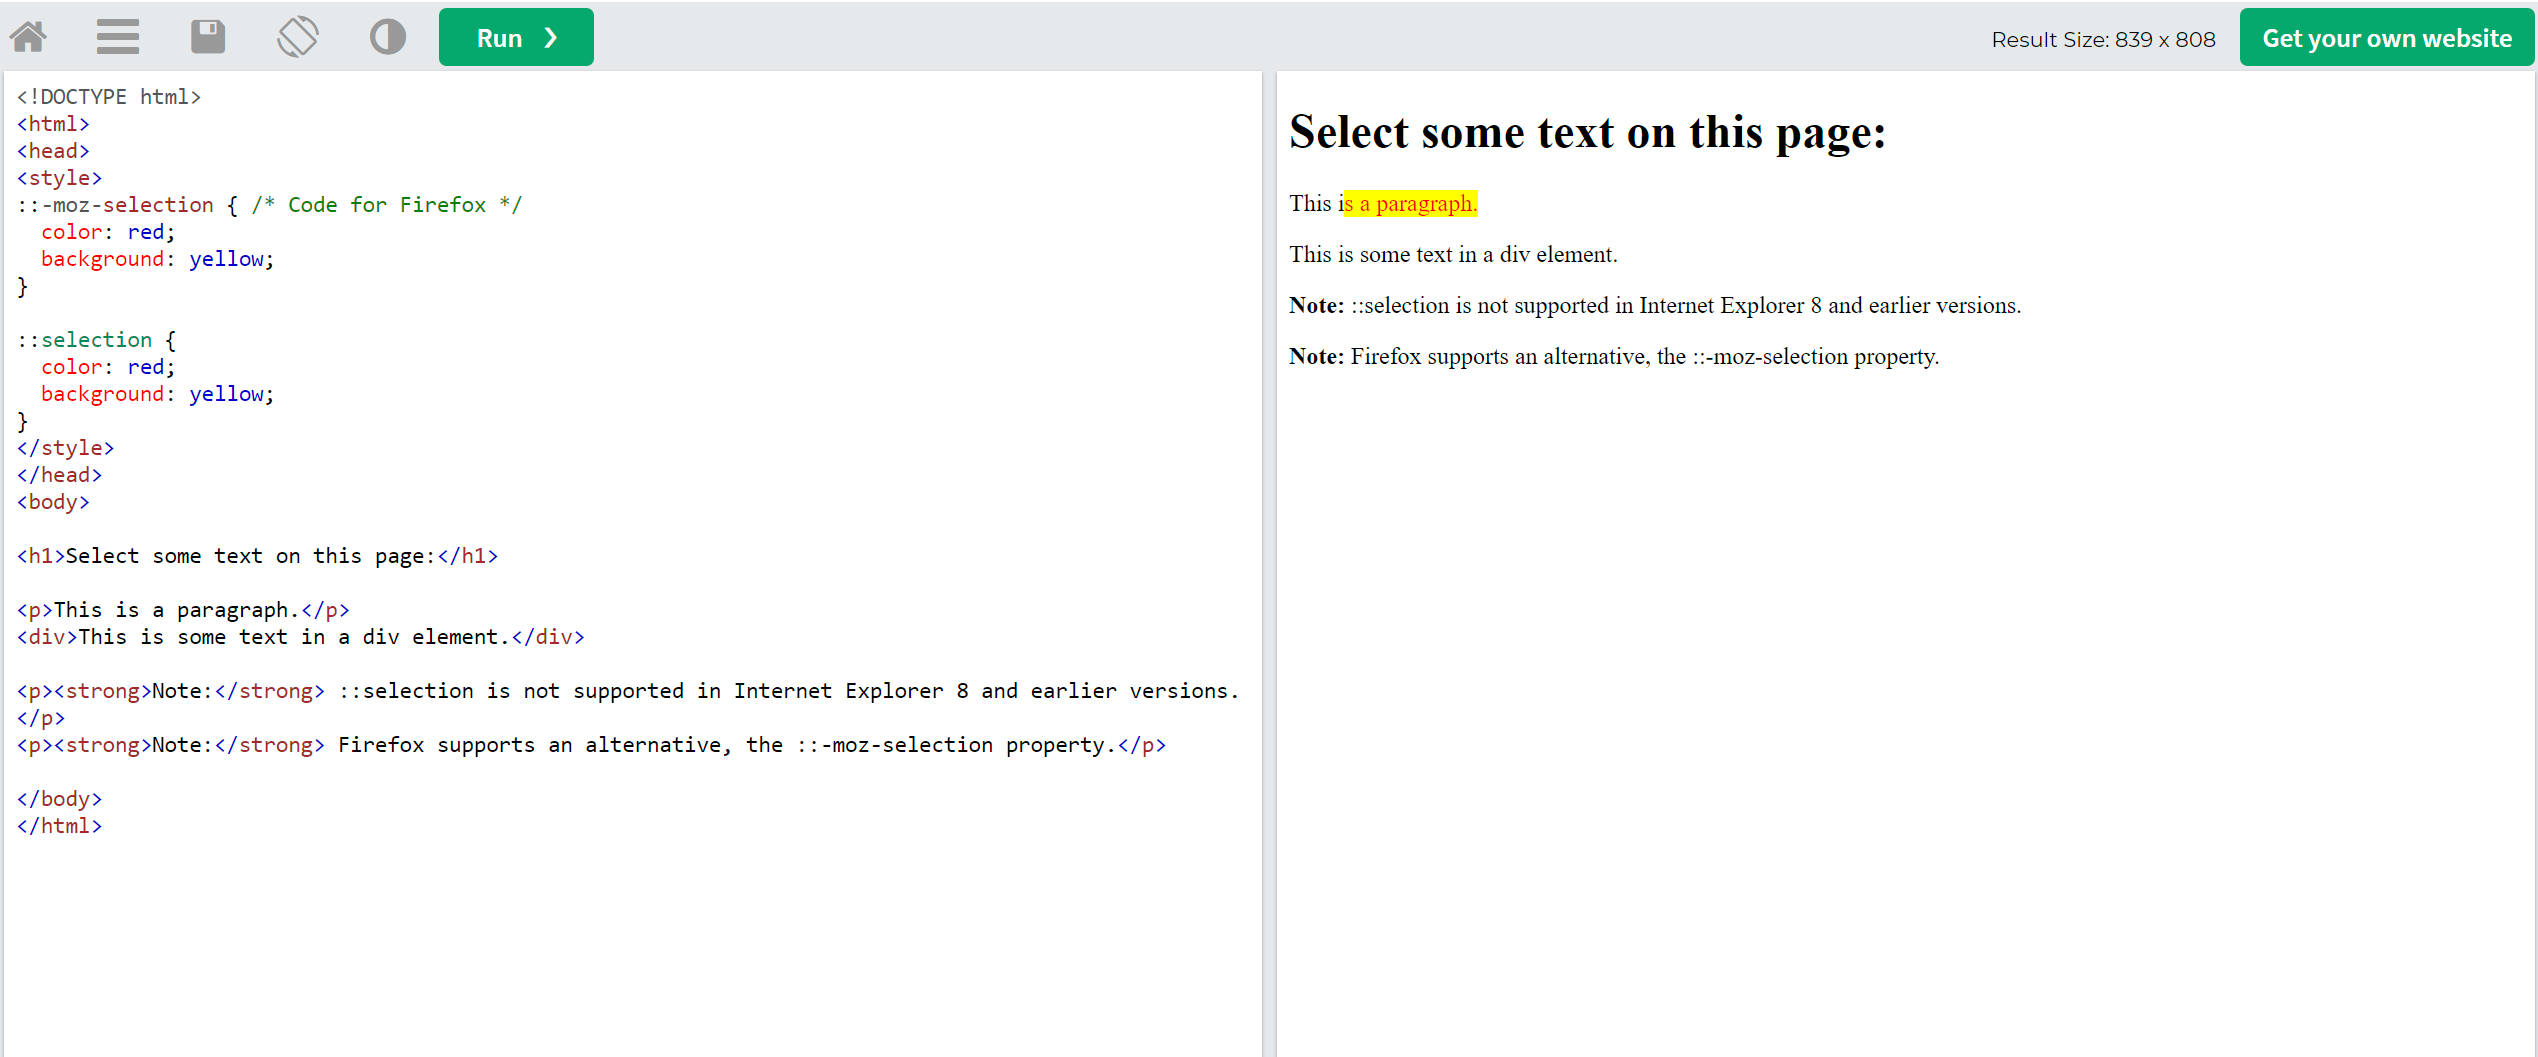 Run ❯
Result Size: 839 x 808
Get your own website
<!DOCTYPE html>
<html>
<head>
<style>
::-moz-selection { /* Code for Firefox */
  color: red;
  background: yellow;
}

::selection {
  color: red;
  background: yellow;
}
</style>
</head>
<body>

<h1>Select some text on this page:</h1>

<p>This is a paragraph.</p>
<div>This is some text in a div element.</div>

<p><strong>Note:</strong> ::selection is not supported in Internet Explorer 8 and earlier versions.
</p>
<p><strong>Note:</strong> Firefox supports an alternative, the ::-moz-selection property.</p>

</body>
</html>
Select some text on this page:
This is a paragraph.
This is some text in a div element.
Note: ::selection is not supported in Internet Explorer 8 and earlier versions.
Note: Firefox supports an alternative, the ::-moz-selection property.